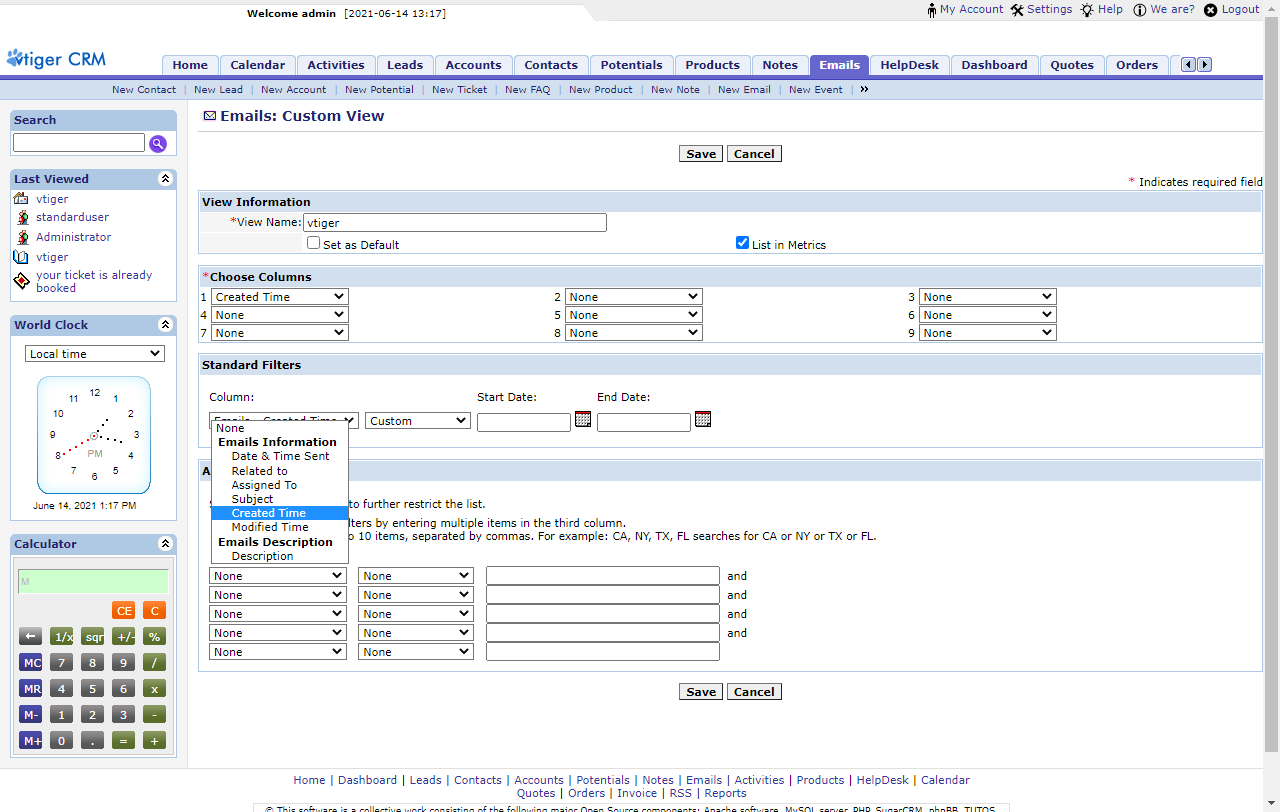 Welcome admin [2021-06-14 13:17]
My Account Settings Help We are? Logout
vtiger CRM
Home Calendar Activities Leads Accounts Contacts Potentials Products Notes Emails HelpDesk Dashboard Quotes Orders
New Contact | New Lead | New Account | New Potential | New Ticket | New FAQ | New Product | New Note | New Email | New Event | »
Search
Last Viewed
vtiger
standarduser
Administrator
vtiger
your ticket is already
booked
World Clock
Local time
12
11 1
10 2
9 3
8 4
7 5
6
PM
June 14, 2021 1:17 PM
Calculator
M
CE C
← 1/x sqr +/- %
MC 7 8 9 /
MR 4 5 6 x
M- 1 2 3 -
M+ 0 . = +
Emails: Custom View
Save Cancel
* Indicates required field
View Information
*View Name: vtiger
Set as Default List in Metrics
*Choose Columns
1 Created Time 2 None 3 None
4 None 5 None 6 None
7 None 8 None 9 None
Standard Filters
Column: Start Date: End Date:
Emails - Created Time Custom
None
Emails Information
Date & Time Sent
Related to
Assigned To
Subject
Created Time
Modified Time
Emails Description
Description
to further restrict the list.
lters by entering multiple items in the third column.
o 10 items, separated by commas. For example: CA, NY, TX, FL searches for CA or NY or TX or FL.
None None and
None None and
None None and
None None and
None None
Save Cancel
Home | Dashboard | Leads | Contacts | Accounts | Potentials | Notes | Emails | Activities | Products | HelpDesk | Calendar
Quotes | Orders | Invoice | RSS | Reports
© This software is a collective work consisting of the following major Open Source components: Apache software, MySQL server, PHP, SugarCRM, phpBB, TUTOS,